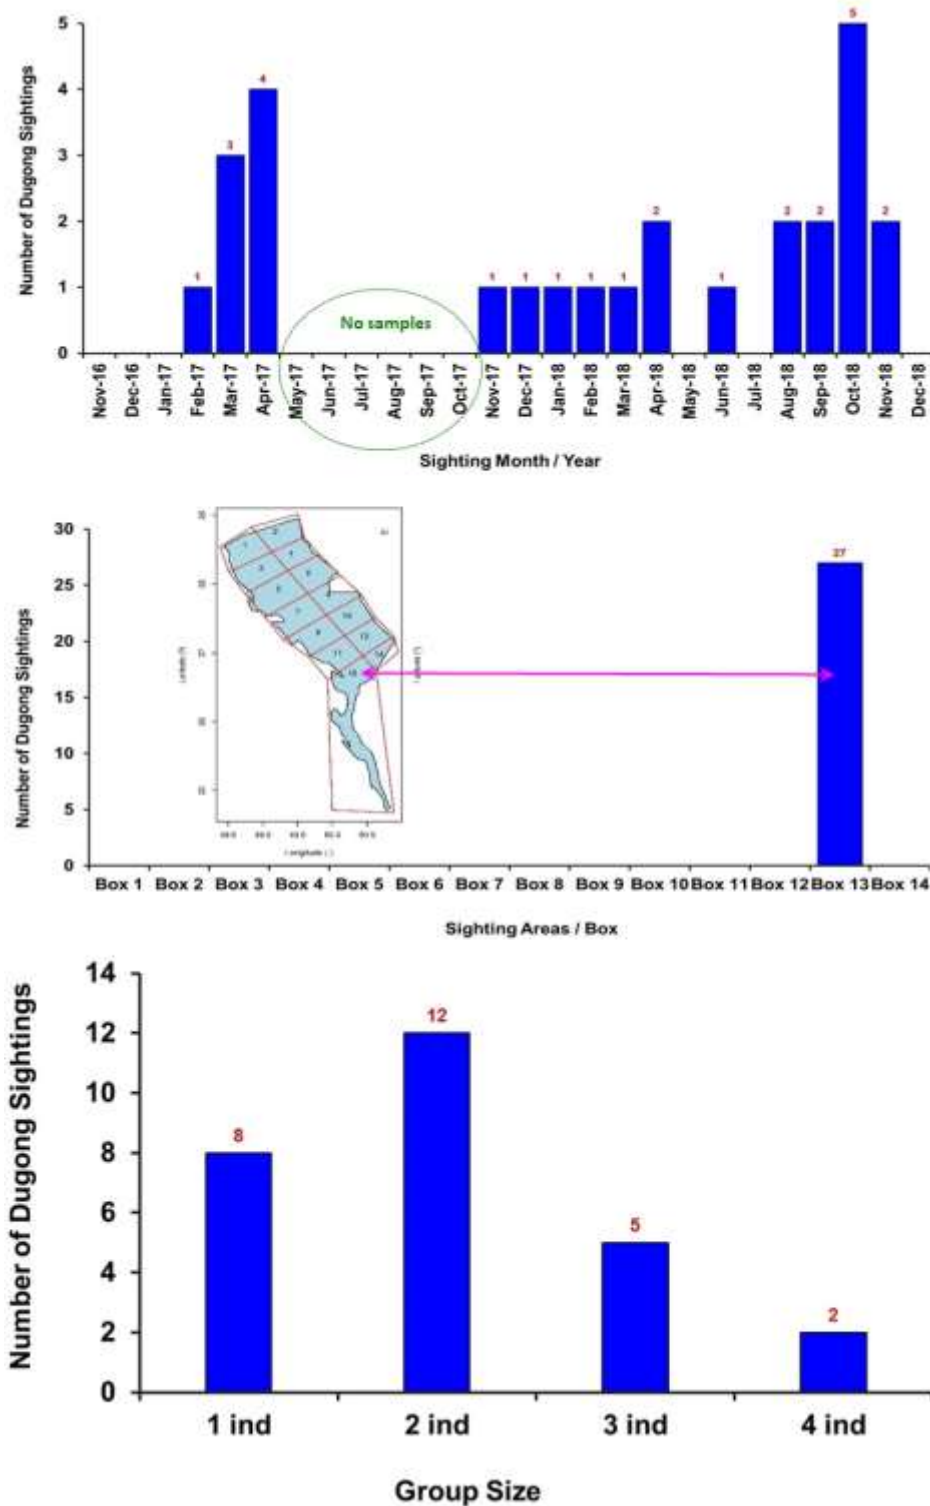 Number of Dugong Sightings
5
4
3
2
1
0
1
3
4
1
1
1
1
1
2
1
2
2
5
2
No samples
Nov-16
Dec-16
Jan-17
Feb-17
Mar-17
Apr-17
May-17
Jun-17
Jul-17
Aug-17
Sep-17
Oct-17
Nov-17
Dec-17
Jan-18
Feb-18
Mar-18
Apr-18
May-18
Jun-18
Jul-18
Aug-18
Sep-18
Oct-18
Nov-18
Dec-18
Sighting Month / Year
Number of Dugong Sightings
30
25
20
15
10
5
0
27
Box 1 Box 2 Box 3 Box 4 Box 5 Box 6 Box 7 Box 8 Box 9 Box 10 Box 11 Box 12 Box 13 Box 14
Sighting Areas / Box
Number of Dugong Sightings
14
12
10
8
6
4
2
0
8
12
5
2
1 ind 2 ind 3 ind 4 ind
Group Size